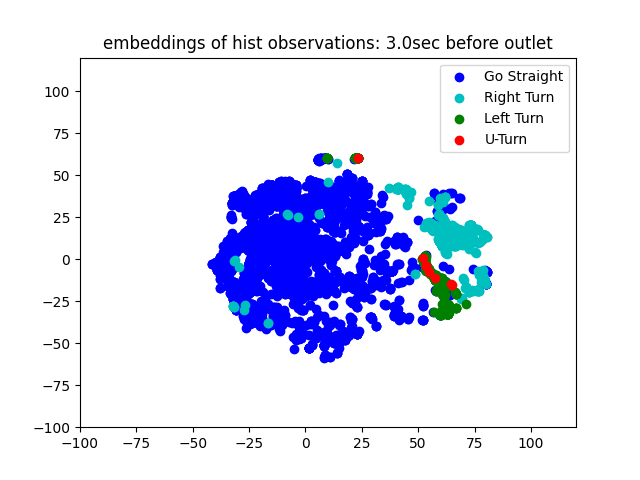 embeddings of hist observations: 3.0sec before outlet
Go Straight
Right Turn
Left Turn
U-Turn
100
75
50
25
0
−25
−50
−75
−100
−100 −75 −50 −25 0 25 50 75 100